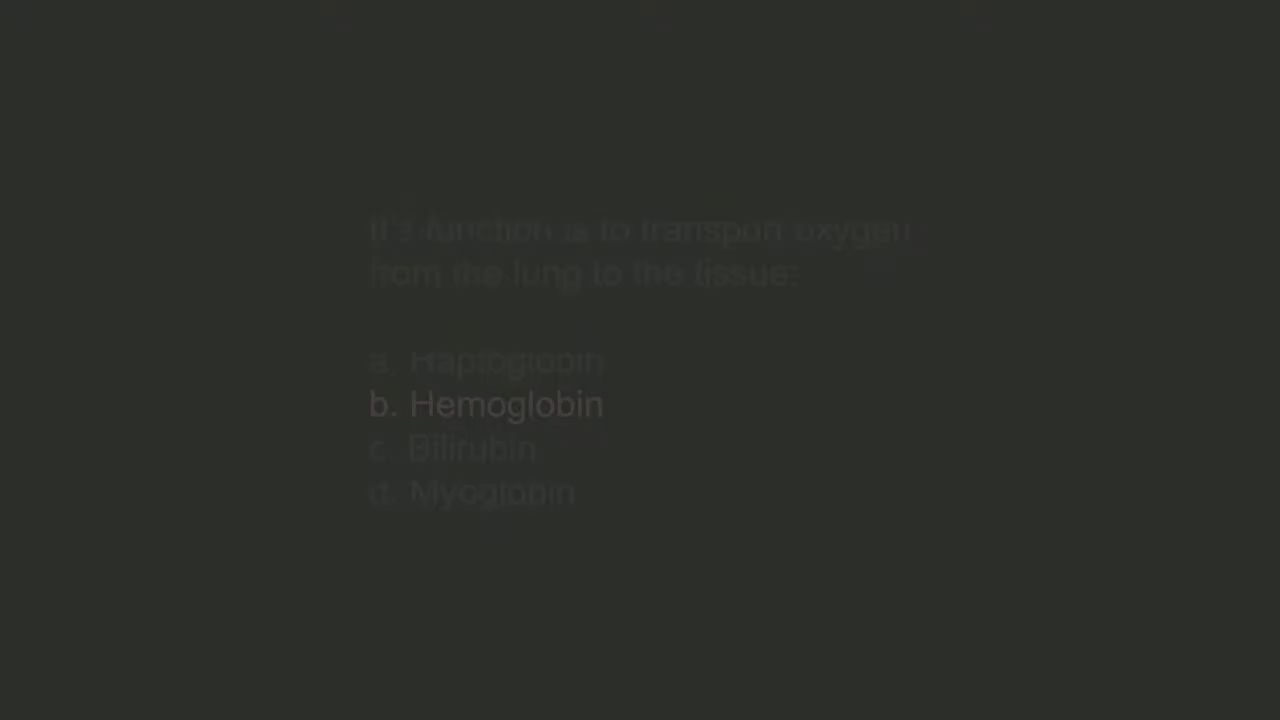 It's function is to transport oxygen
from the lung to the tissue:
a. Haptoglobin
b. Hemoglobin
c. Bilirubin
d. Myoglobin